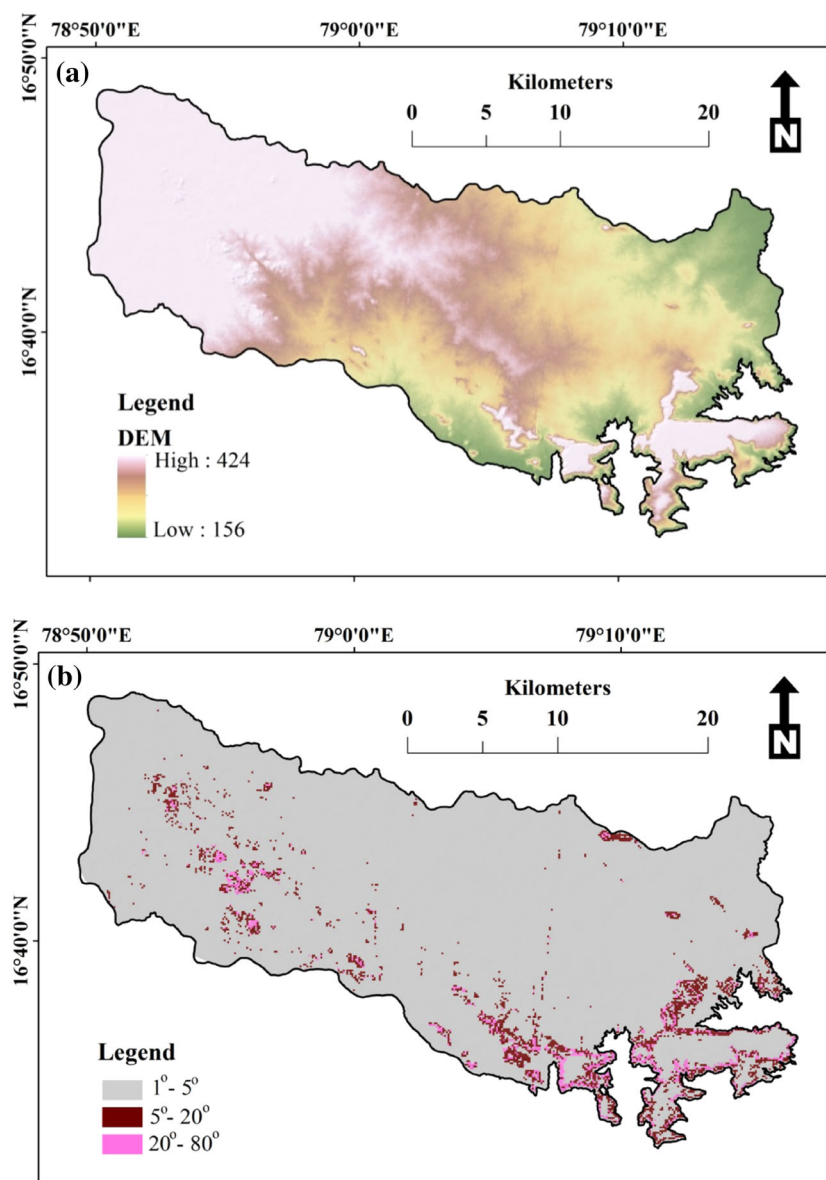 78°50'0"E 79°0'0"E 79°10'0"E
16°50'0"N
(a)
Kilometers
0 5 10 20
N
16°40'0"N
Legend
DEM
High : 424
Low : 156
78°50'0"E 79°0'0"E 79°10'0"E
16°50'0"N
(b)
Kilometers
0 5 10 20
N
16°40'0"N
Legend
1°- 5°
5°- 20°
20°- 80°